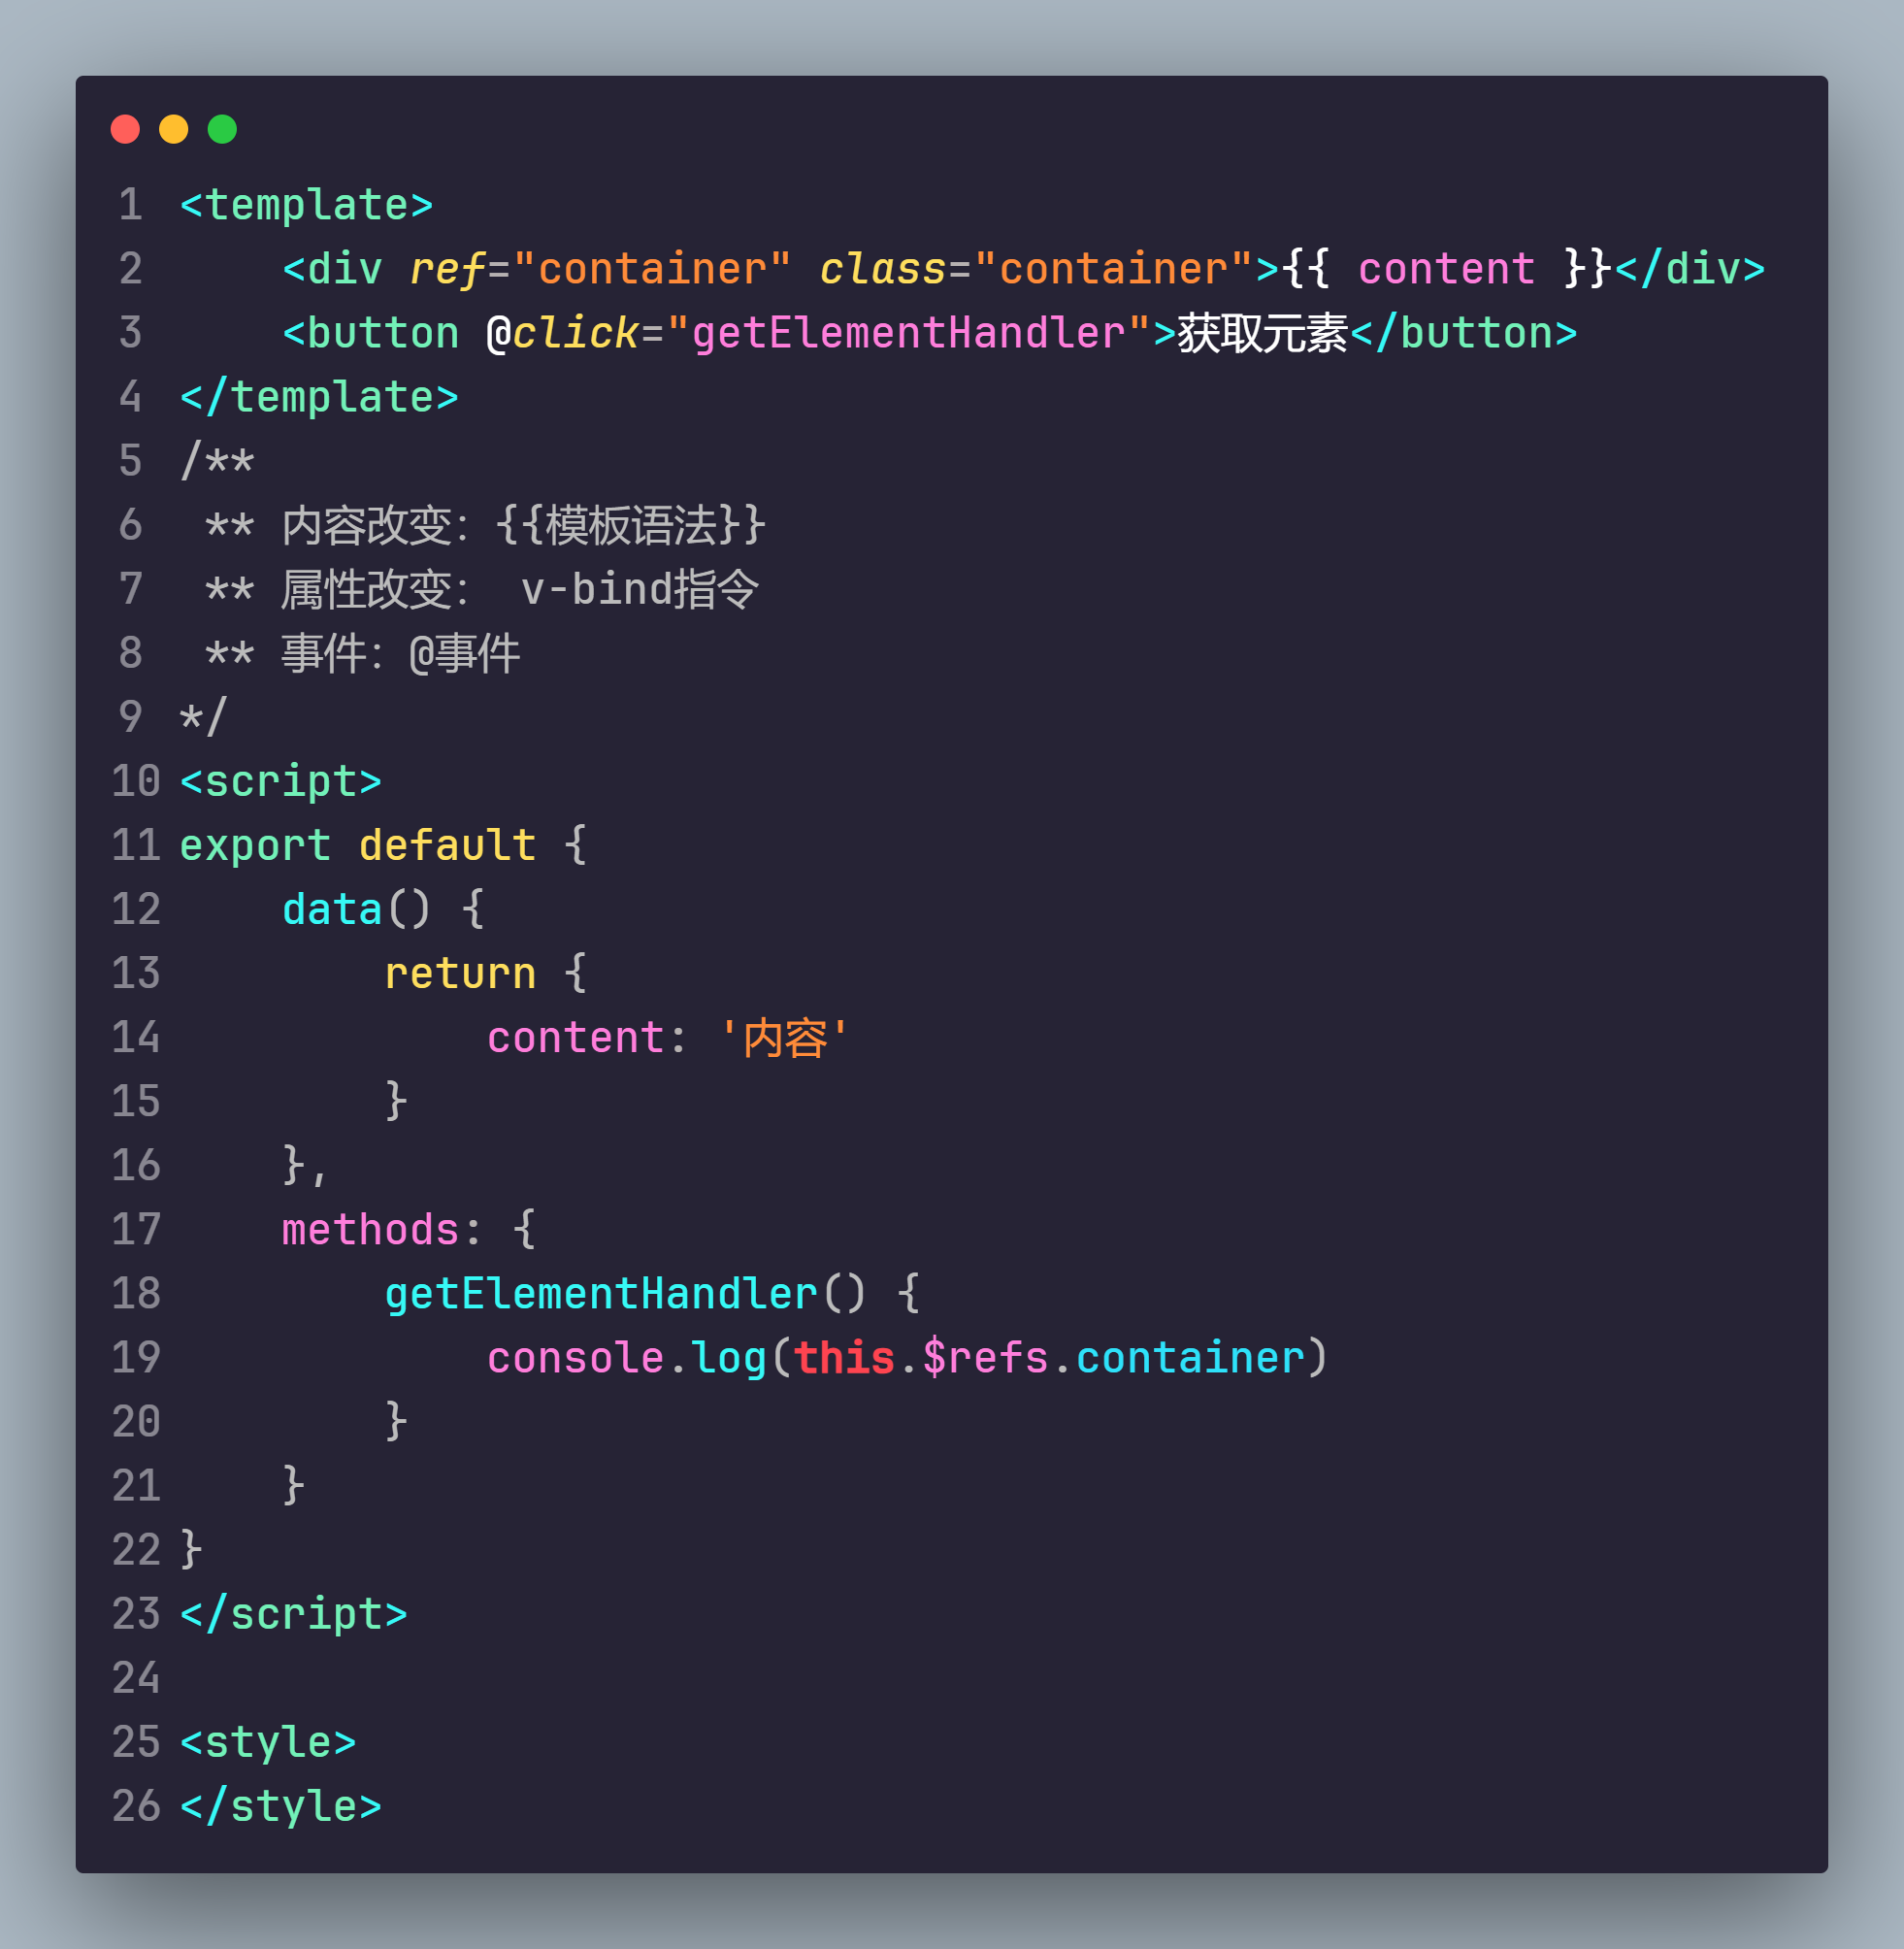 1 <template>
2     <div ref="container" class="container">{{ content }}</div>
3     <button @click="getElementHandler">获取元素</button>
4 </template>
5 /**
6  ** 内容改变：{{模板语法}}
7  ** 属性改变： v-bind指令
8  ** 事件：@事件
9 */
10 <script>
11 export default {
12     data() {
13         return {
14             content: '内容'
15         }
16     },
17     methods: {
18         getElementHandler() {
19             console.log(this.$refs.container)
20         }
21     }
22 }
23 </script>
24
25 <style>
26 </style>